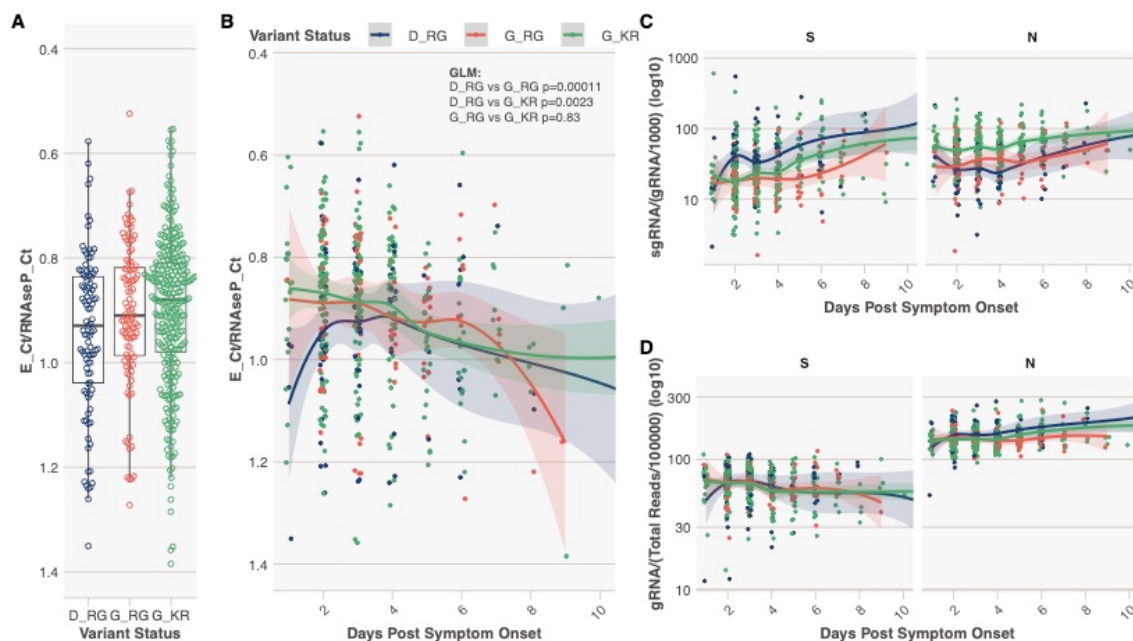 A
0.4
0.6
0.8
1.0
1.2
1.4
E_Ct/RNAseP_Ct
D_RG G_RG G_KR
Variant Status
B
Variant Status D_RG G_RG G_KR
0.4
0.6
0.8
1.0
1.2
1.4
E_Ct/RNAseP_Ct
GLM:
D_RG vs G_RG p=0.00011
D_RG vs G_KR p=0.0023
G_RG vs G_KR p=0.83
2 4 6 8 10
Days Post Symptom Onset
C
S N
1000
100
10
sgRNA/(gRNA/1000) (log10)
2 4 6 8 10 2 4 6 8 10
Days Post Symptom Onset
D
S N
300
100
30
10
gRNA/(Total Reads/100000) (log10)
2 4 6 8 10 2 4 6 8 10
Days Post Symptom Onset